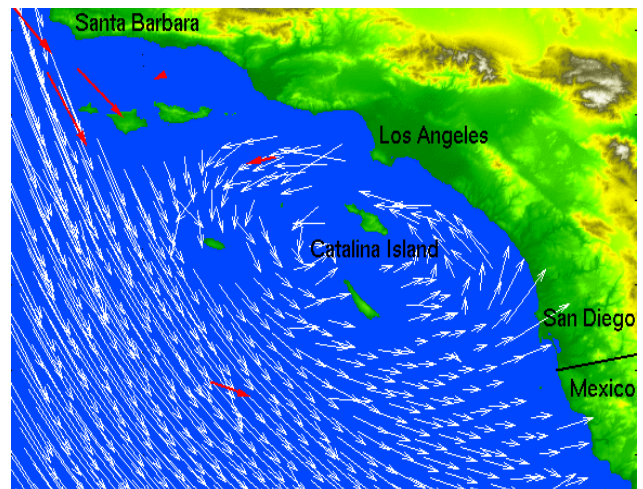 Santa Barbara
Los Angeles
Catalina Island
San Diego
Mexico